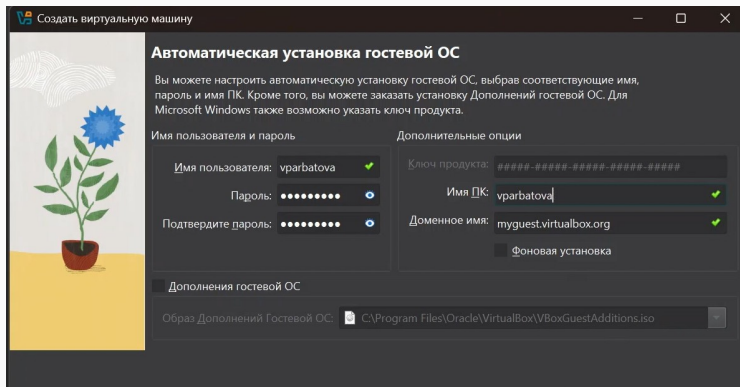 Создать виртуальную машину
Автоматическая установка гостевой ОС
Вы можете настроить автоматическую установку гостевой ОС, выбрав соответствующие имя,
пароль и имя ПК. Кроме того, вы можете заказать установку Дополнений гостевой ОС. Для
Microsoft Windows также возможно указать ключ продукта.
Имя пользователя и пароль
Имя пользователя: vparbatova
Пароль: •••••••••
Подтвердите пароль: •••••••••
Дополнительные опции
Ключ продукта: #####-#####-#####-#####-#####
Имя ПК: vparbatova
Доменное имя: myguest.virtualbox.org
Фоновая установка
Дополнения гостевой ОС
Образ Дополнений Гостевой ОС: C:\Program Files\Oracle\VirtualBox\VBoxGuestAdditions.iso